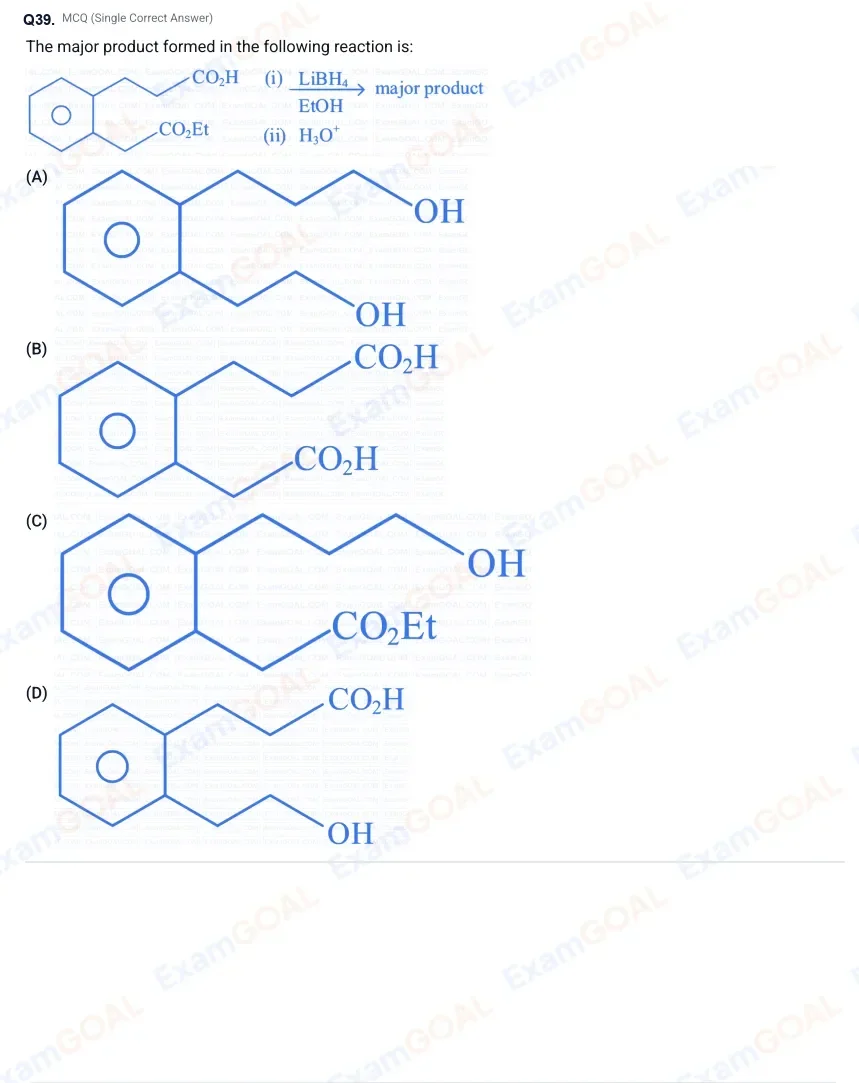 Q39. MCQ (Single Correct Answer)
The major product formed in the following reaction is:
CO₂H
CO₂Et
(i) LiBH₄
EtOH
(ii) H₃O⁺
major product
(A)
OH
OH
(B)
CO₂H
CO₂H
(C)
OH
CO₂Et
(D)
CO₂H
OH
ExamGOAL